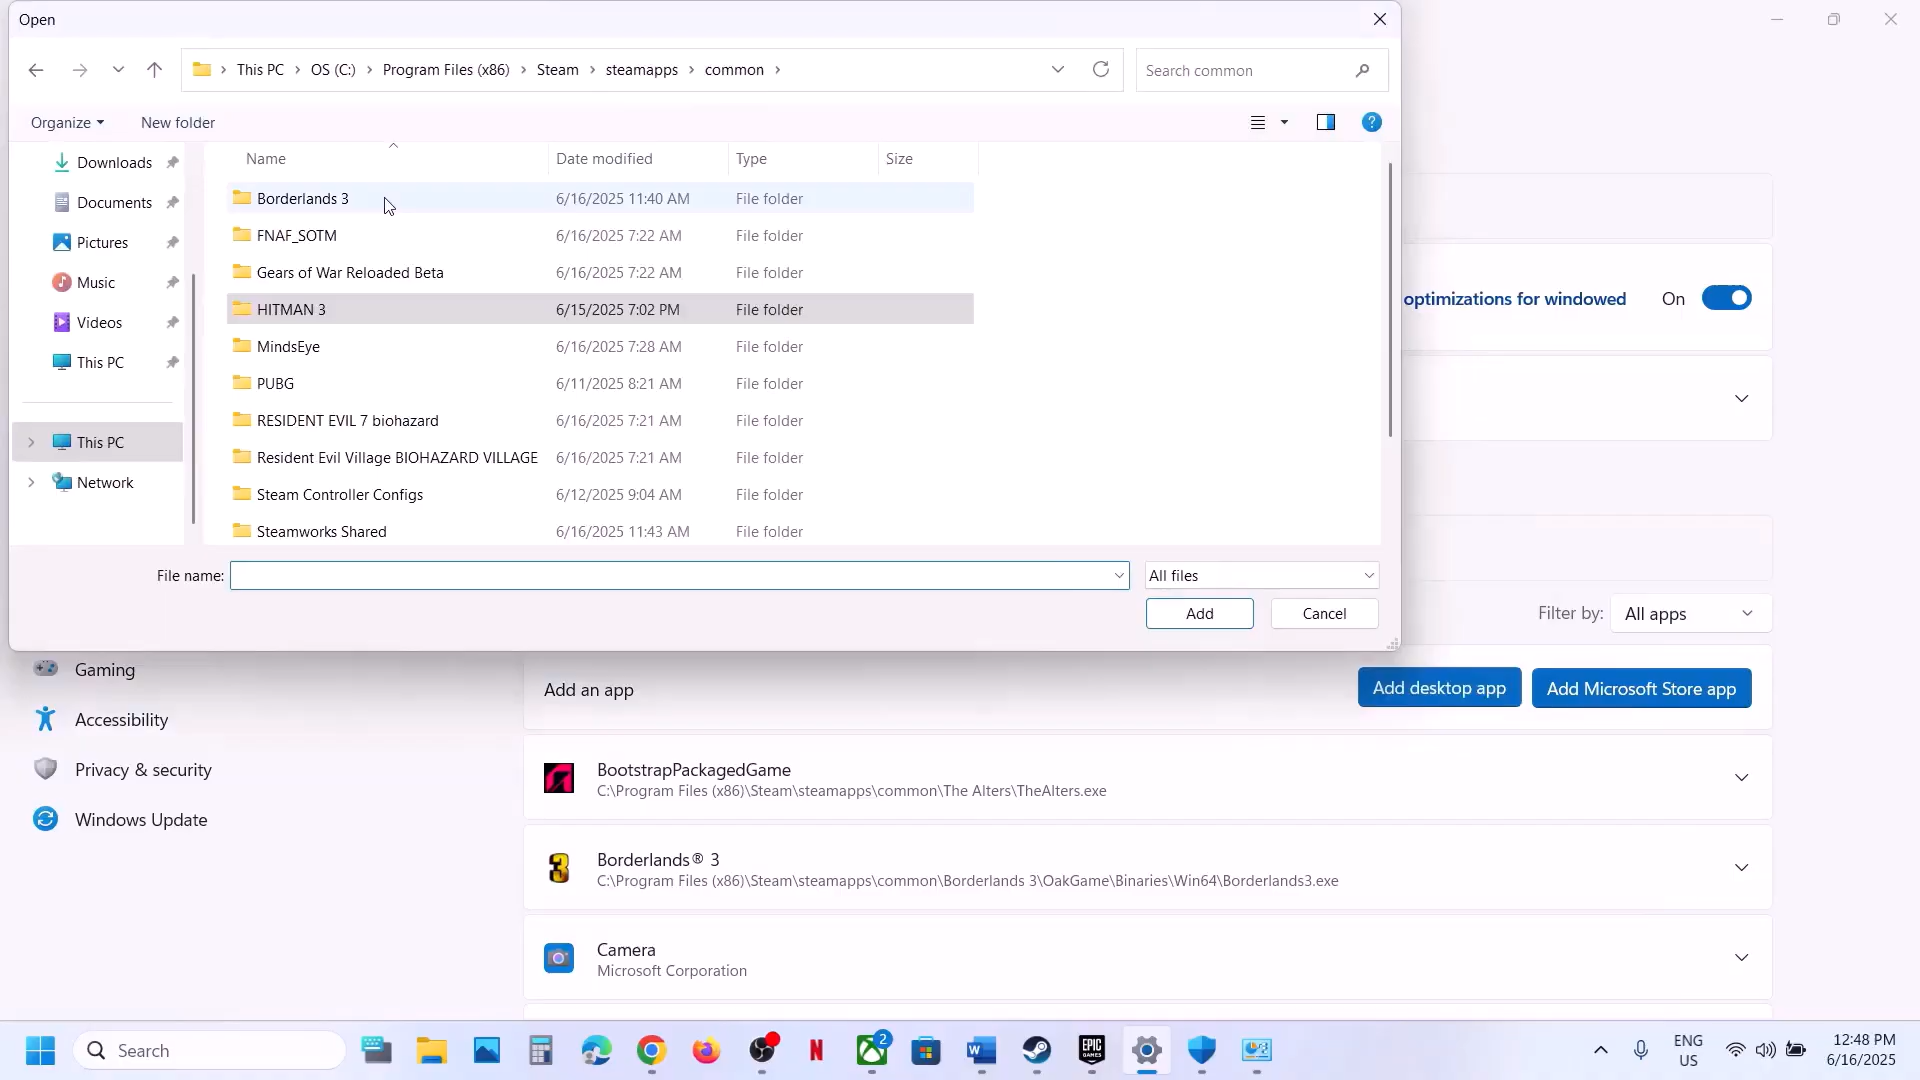 Open
This PC > OS (C:) > Program Files (x86) > Steam > steamapps > common >
Search common
Organize
New folder
Name
Date modified
Type
Size
Downloads
Documents
Pictures
Music
Videos
This PC
This PC
Network
Borderlands 3 6/16/2025 11:40 AM File folder
FNAF_SOTM 6/16/2025 7:22 AM File folder
Gears of War Reloaded Beta 6/16/2025 7:22 AM File folder
HITMAN 3 6/15/2025 7:02 PM File folder
MindsEye 6/16/2025 7:28 AM File folder
PUBG 6/11/2025 8:21 AM File folder
RESIDENT EVIL 7 biohazard 6/16/2025 7:21 AM File folder
Resident Evil Village BIOHAZARD VILLAGE 6/16/2025 7:21 AM File folder
Steam Controller Configs 6/12/2025 9:04 AM File folder
Steamworks Shared 6/16/2025 11:43 AM File folder
File name:
All files
Add
Cancel
optimizations for windowed
On
Filter by:
All apps
Gaming
Accessibility
Privacy & security
Windows Update
Add an app
Add desktop app
Add Microsoft Store app
BootstrapPackagedGame
C:\Program Files (x86)\Steam\steamapps\common\The Alters\TheAlters.exe
Borderlands® 3
C:\Program Files (x86)\Steam\steamapps\common\Borderlands 3\OakGame\Binaries\Win64\Borderlands3.exe
Camera
Microsoft Corporation
Search
2
EPIC
GAMES
ENG
US
12:48 PM
6/16/2025